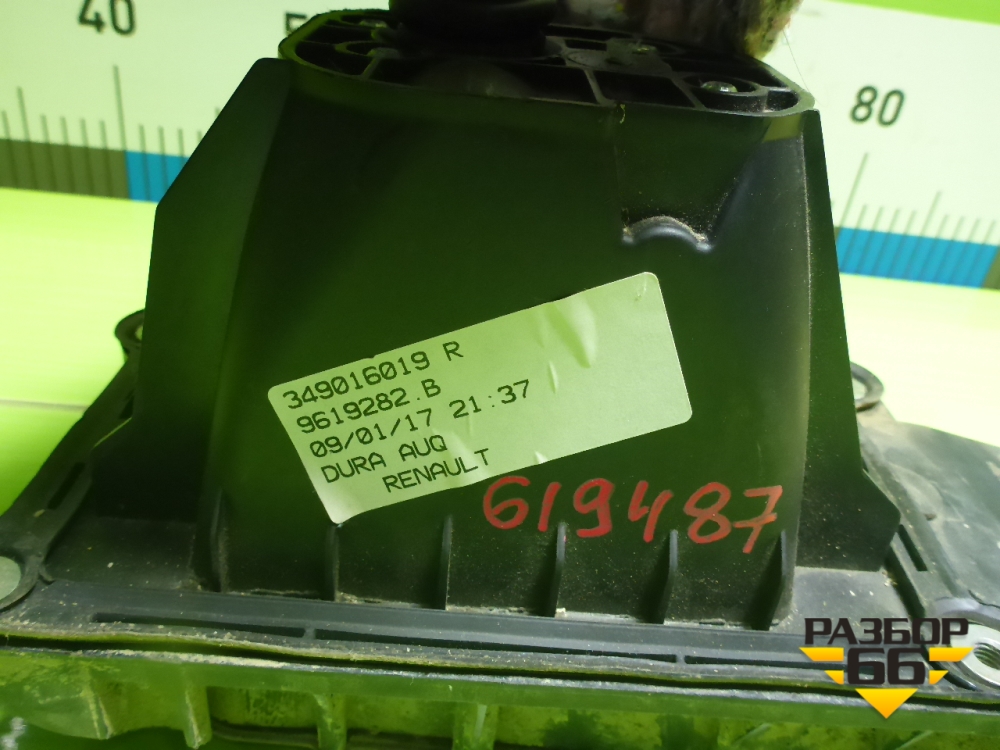 40
80
349016019 R
9619282.B
09/01/17 21:37
DURA AUQ
RENAULT
619487
РАЗБОР
66